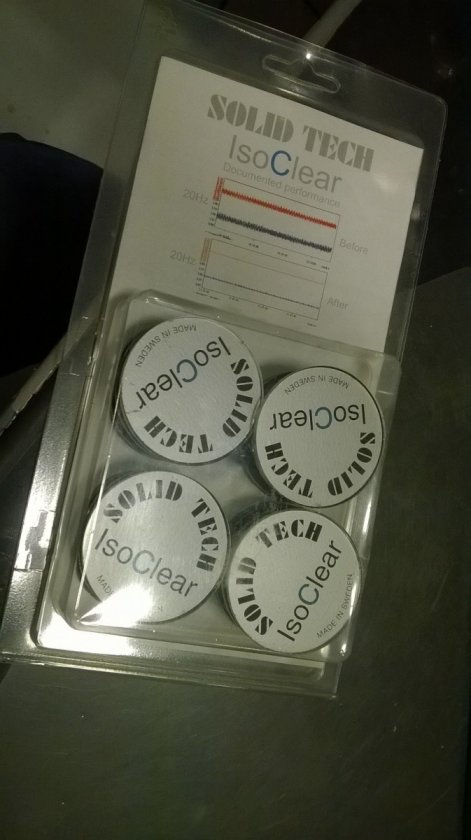 SOLID TECH
IsoClear
Documented performance
20Hz
Before
20Hz
After
MADE IN SWEDEN
IsoClear
SOLID TECH
MADE IN SWEDEN
IsoClear
SOLID TECH
SOLID TECH
IsoClear
MADE SWEDEN
SOLID TECH
IsoClear
MADE IN SWEDEN